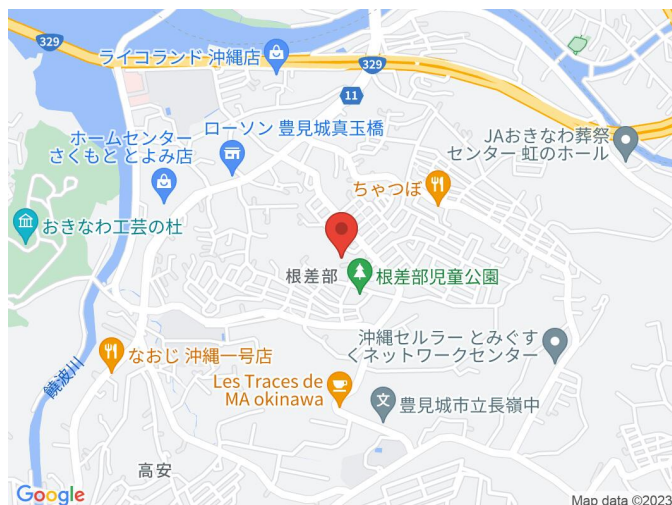 329
ライコランド 沖縄店
329
11
ホームセンター
さくもと とよみ店
ローソン 豊見城真玉橋
JAおきなわ葬祭
センター 虹のホール
ちゃつぼ
おきなわ工芸の杜
根差部
根差部児童公園
饒波川
なおじ 沖縄一号店
沖縄セルラー とみぐす
くネットワークセンター
Les Traces de
MA okinawa
豊見城市立長嶺中
文
高安
Google
Map data ©2023